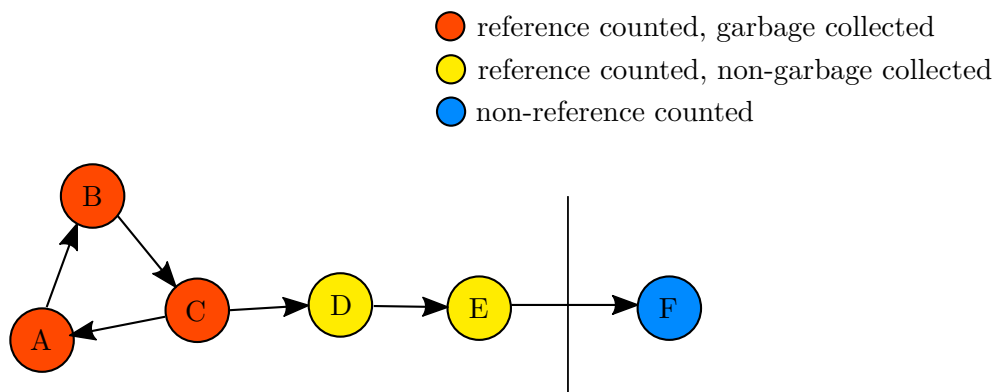 reference counted, garbage collected
reference counted, non-garbage collected
non-reference counted
B
A
C
D
E
F